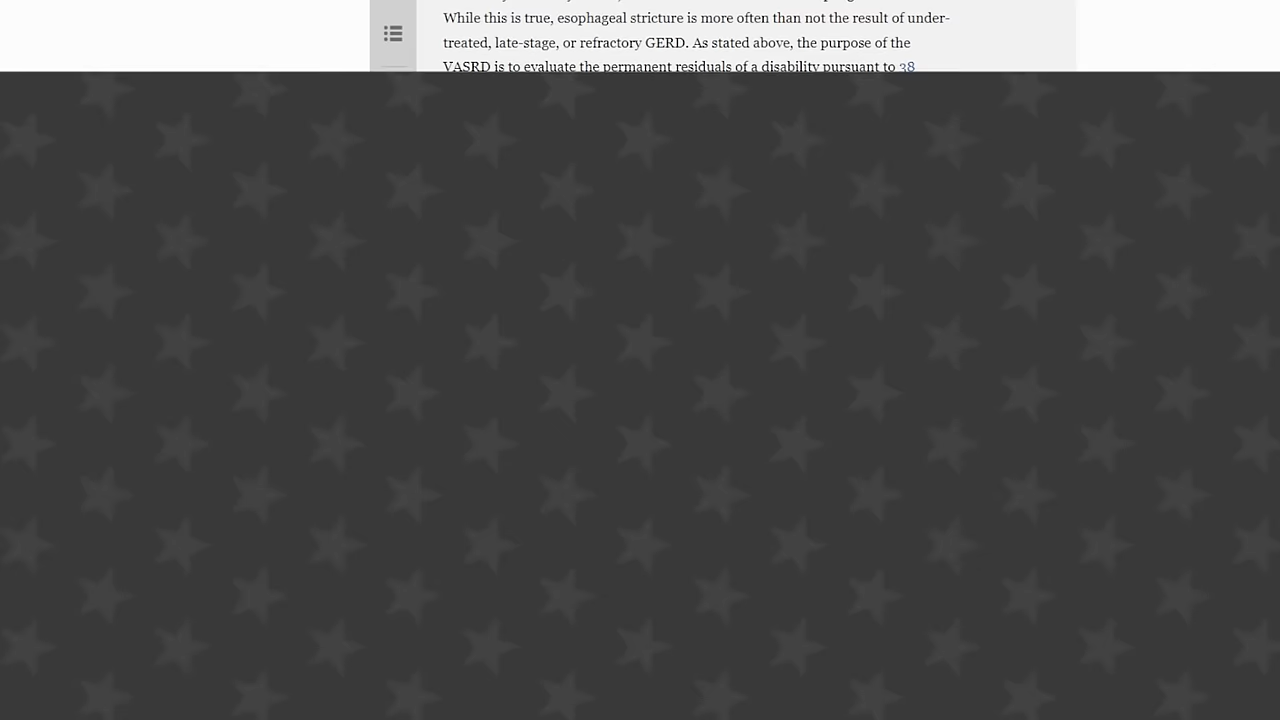 While this is true, esophageal stricture is more often than not the result of under-
treated, late-stage, or refractory GERD. As stated above, the purpose of the
VASRD is to evaluate the permanent residuals of a disability pursuant to 38